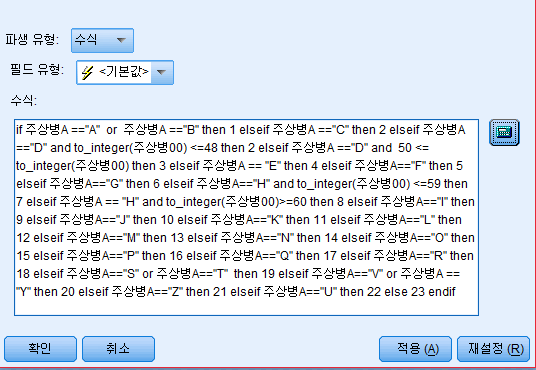 파생 유형: 수식
필드 유형: <기본값>
수식:
if 주상병A =="A"  or  주상병A =="B" then 1 elseif 주상병A =="C" then 2 elseif 주상병A
=="D" and to_integer(주상병00) <=48 then 2 elseif 주상병A =="D" and  50 <=
to_integer(주상병00) then 3 elseif 주상병A == "E" then 4 elseif 주상병A=="F" then 5
elseif 주상병A=="G" then 6 elseif 주상병A=="H" and to_integer(주상병00) <=59 then
7 elseif 주상병A == "H" and to_integer(주상병00)>=60 then 8 elseif 주상병A=="I" then
9 elseif 주상병A=="J" then 10 elseif 주상병A=="K" then 11 elseif 주상병A=="L" then
12 elseif 주상병A=="M" then 13 elseif 주상병A=="N" then 14 elseif 주상병A=="O" then
15 elseif 주상병A=="P" then 16 elseif 주상병A=="Q" then 17 elseif 주상병A=="R" then
18 elseif 주상병A=="S" or 주상병A=="T"  then 19 elseif 주상병A=="V" or 주상병A ==
"Y" then 20 elseif 주상병A=="Z" then 21 elseif 주상병A=="U" then 22 else 23 endif
확인 취소 적용 (A) 재설정 (R)